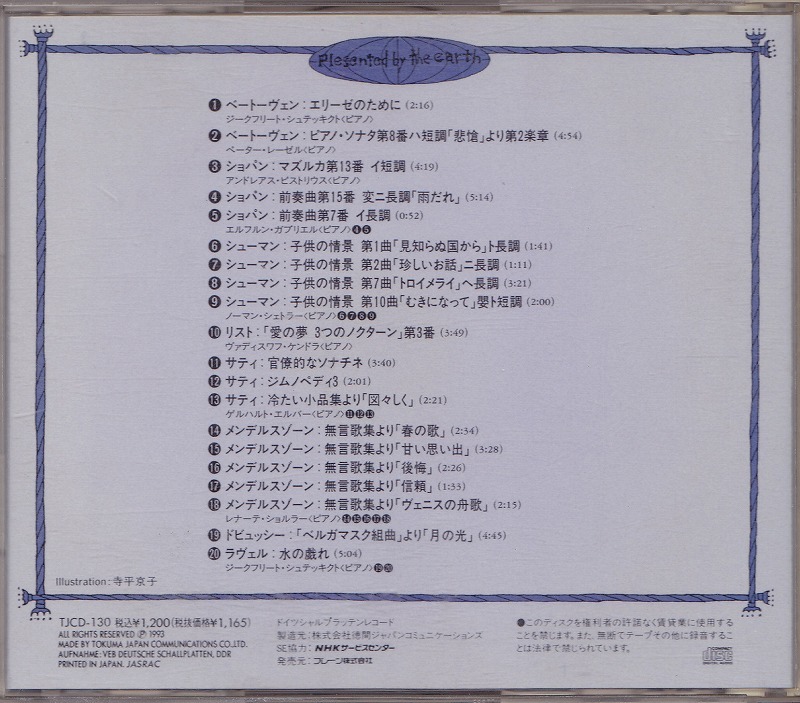 Plesented by the earth
❶ベートーヴェン：エリーゼのために (2:16)
ジークフリート・シュテッキクト〈ピアノ〉
❷ベートーヴェン：ピアノ・ソナタ第8番ハ短調「悲愴」より第2楽章 (4:54)
ペーター・レーゼル〈ピアノ〉
❸ショパン：マズルカ第13番 イ短調 (4:19)
アンドレアス・ピストリウス〈ピアノ〉
❹ショパン：前奏曲第15番 変ニ長調「雨だれ」 (5:14)
❺ショパン：前奏曲第7番 イ長調 (0:52)
エルフルン・ガブリエル〈ピアノ〉❹❺
❻シューマン：子供の情景 第1曲「見知らぬ国から」ト長調 (1:41)
❼シューマン：子供の情景 第2曲「珍しいお話」ニ長調 (1:11)
❽シューマン：子供の情景 第7曲「トロイメライ」ヘ長調 (3:21)
❾シューマン：子供の情景 第10曲「むきになって」嬰ト短調 (2:00)
ノーマン・シェトラー〈ピアノ〉❻❼❽❾
❿リスト：「愛の夢 3つのノクターン」第3番 (3:49)
ヴァディスワフ・ケンドラ〈ピアノ〉
⓫サティ：官僚的なソナチネ (3:40)
⓬サティ：ジムノペディ3 (2:01)
⓭サティ：冷たい小品集より「図々しく」 (2:21)
ゲルハルト・エルバー〈ピアノ〉⓫⓬⓭
⓮メンデルスゾーン：無言歌集より「春の歌」 (2:34)
⓯メンデルスゾーン：無言歌集より「甘い思い出」 (3:28)
⓰メンデルスゾーン：無言歌集より「後悔」 (2:26)
⓱メンデルスゾーン：無言歌集より「信頼」 (1:33)
⓲メンデルスゾーン：無言歌集より「ヴェニスの舟歌」 (2:15)
レナーテ・ショルラー〈ピアノ〉⓮⓯⓰⓱⓲
⓳ドビュッシー：「ベルガマスク組曲」より「月の光」 (4:45)
⓴ラヴェル：水の戯れ (5:04)
ジークフリート・シュテッキクト〈ピアノ〉⓳⓴
Illustration：寺平京子
TJCD-130 税込¥1,200(税抜価格¥1,165)
ALL RIGHTS RESERVED Ⓟ 1993
MADE BY TOKUMA JAPAN COMMUNICATIONS CO.,LTD.
AUFNAHME: VEB DEUTSCHE SCHALLPLATTEN, DDR
PRINTED IN JAPAN. JASRAC
ドイツシャルプラッテンレコード
製造元：株式会社徳間ジャパンコミュニケーションズ
SE協力：NHKサービスセンター
発売元：プレーン株式会社
●このディスクを権利者の許諾なく賃貸業に使用する
ことを禁じます。また、無断でテープその他に録音するこ
とは法律で禁じられています。
COMPACT disc DIGITAL AUDIO